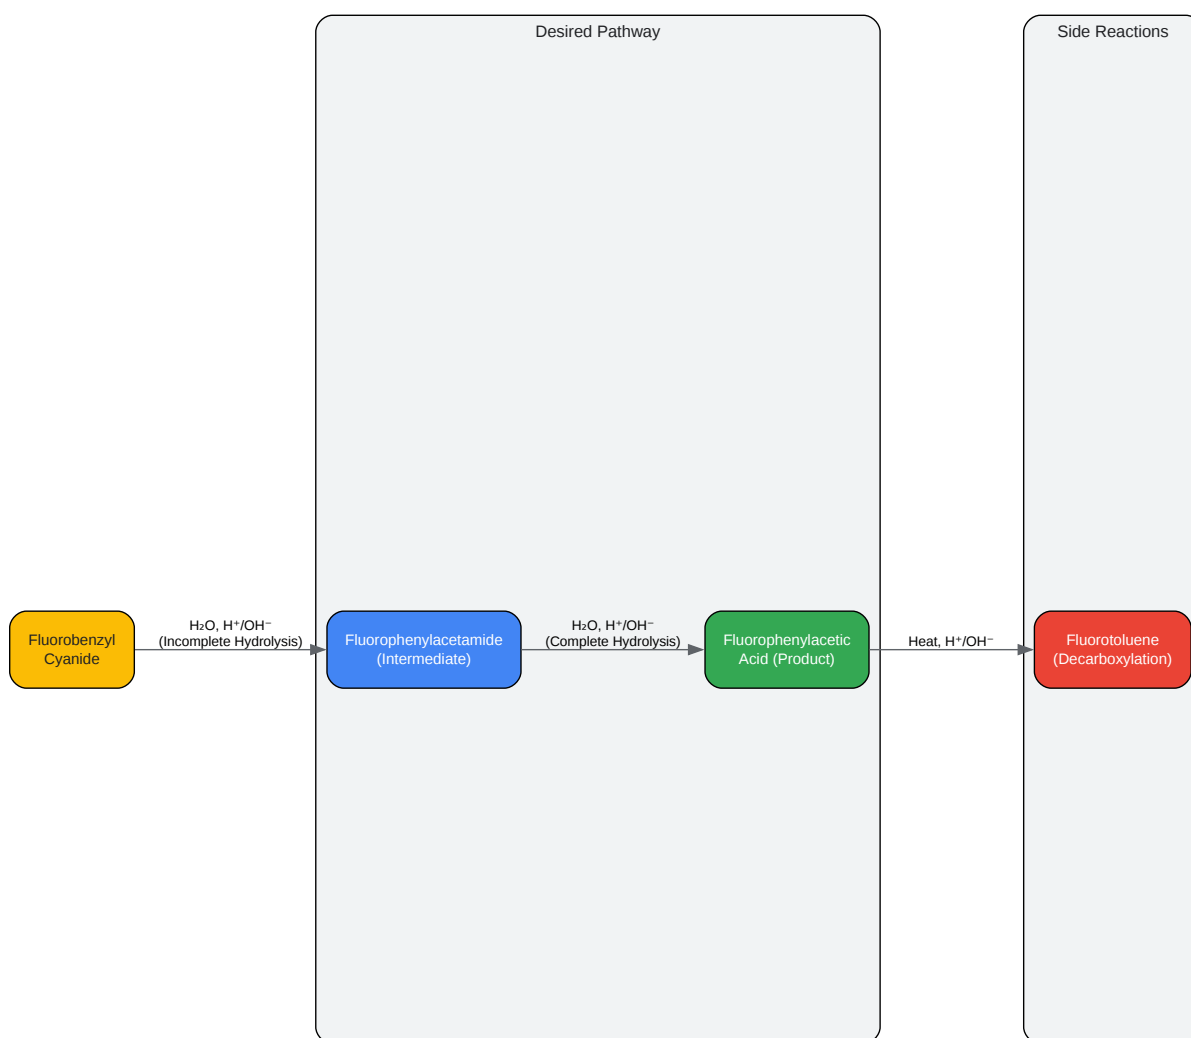 Desired Pathway
Side Reactions
Fluorobenzyl
Cyanide
H₂O, H⁺/OH⁻
(Incomplete Hydrolysis)
Fluorophenylacetamide
(Intermediate)
H₂O, H⁺/OH⁻
(Complete Hydrolysis)
Fluorophenylacetic
Acid (Product)
Heat, H⁺/OH⁻
Fluorotoluene
(Decarboxylation)